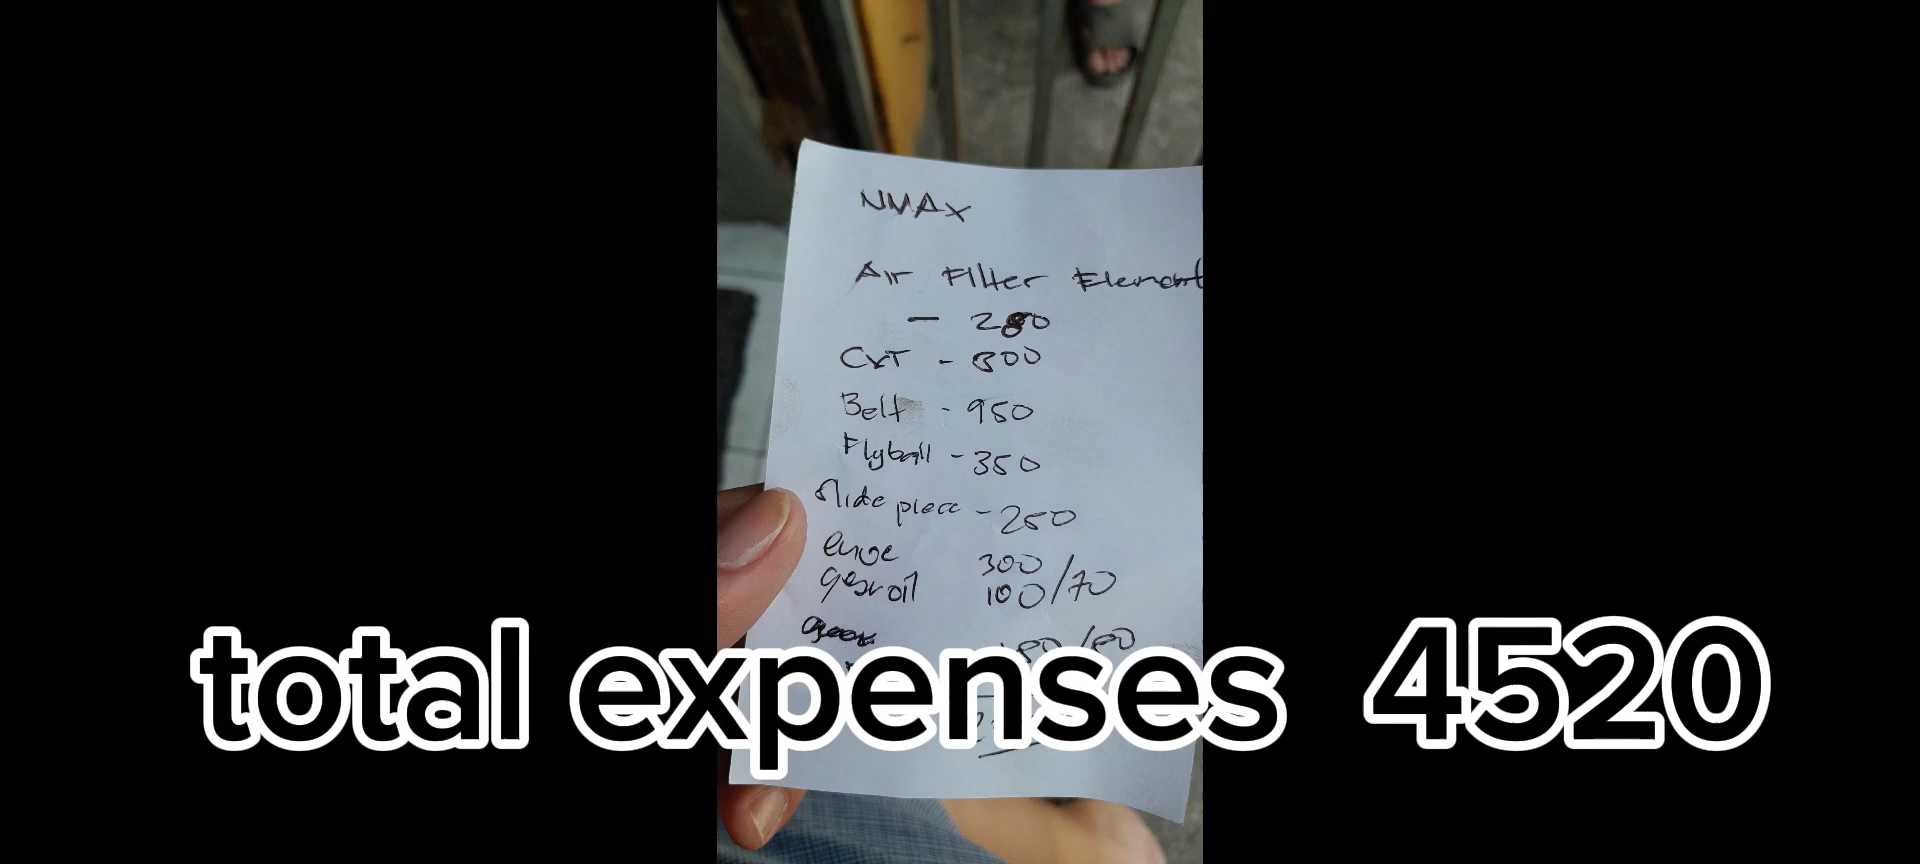 NMAX
Air Filter Element
- 280
CVT - 300
Belt - 950
Flyball - 350
Slide piece - 250
300
gear oil 100/70
total expenses 4520